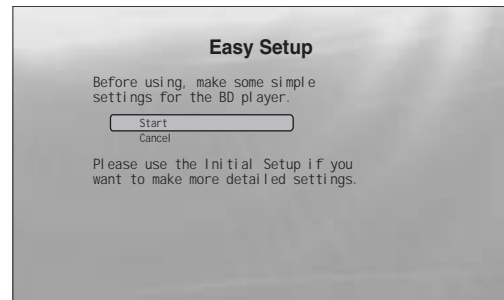 Easy Setup
Before using, make some simple
settings for the BD player.
Start
Cancel
Please use the Initial Setup if you
want to make more detailed settings.